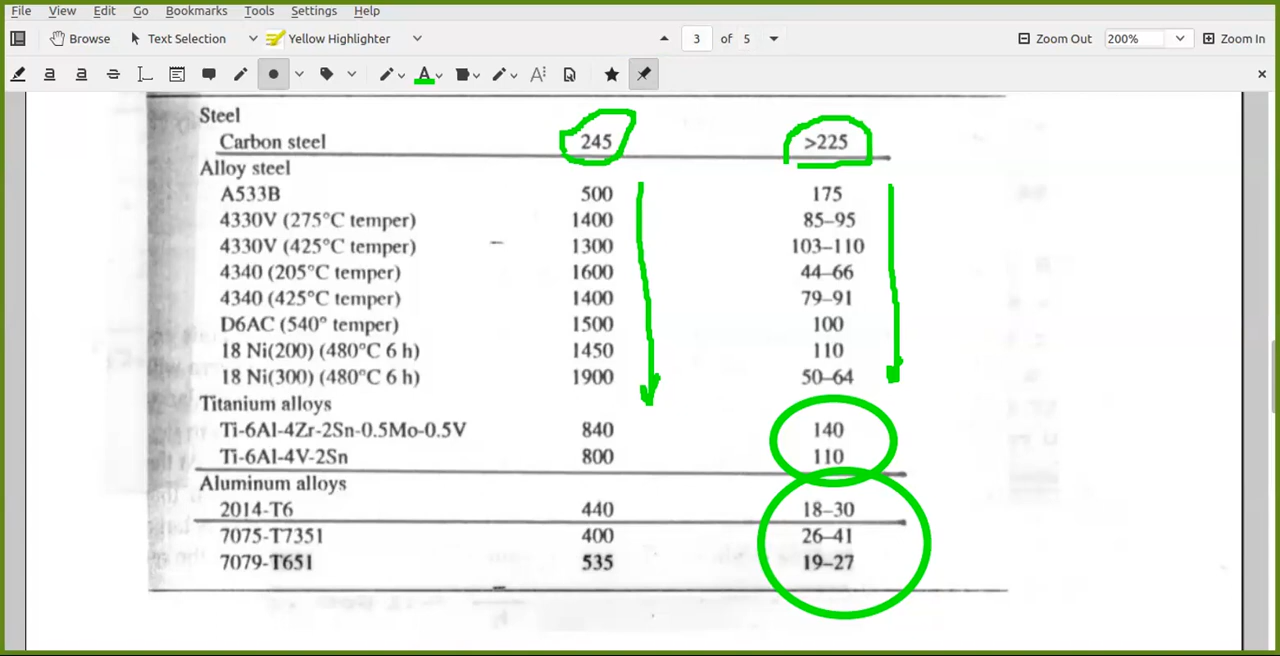 File View Edit Go Bookmarks Tools Settings Help
Browse Text Selection Yellow Highlighter 3 of 5 Zoom Out 200% Zoom In
Steel
Carbon steel 245 >225
Alloy steel
A533B 500 175
4330V (275°C temper) 1400 85–95
4330V (425°C temper) 1300 103–110
4340 (205°C temper) 1600 44–66
4340 (425°C temper) 1400 79–91
D6AC (540° temper) 1500 100
18 Ni(200) (480°C 6 h) 1450 110
18 Ni(300) (480°C 6 h) 1900 50–64
Titanium alloys
Ti-6Al-4Zr-2Sn-0.5Mo-0.5V 840 140
Ti-6Al-4V-2Sn 800 110
Aluminum alloys
2014-T6 440 18–30
7075-T7351 400 26–41
7079-T651 535 19–27